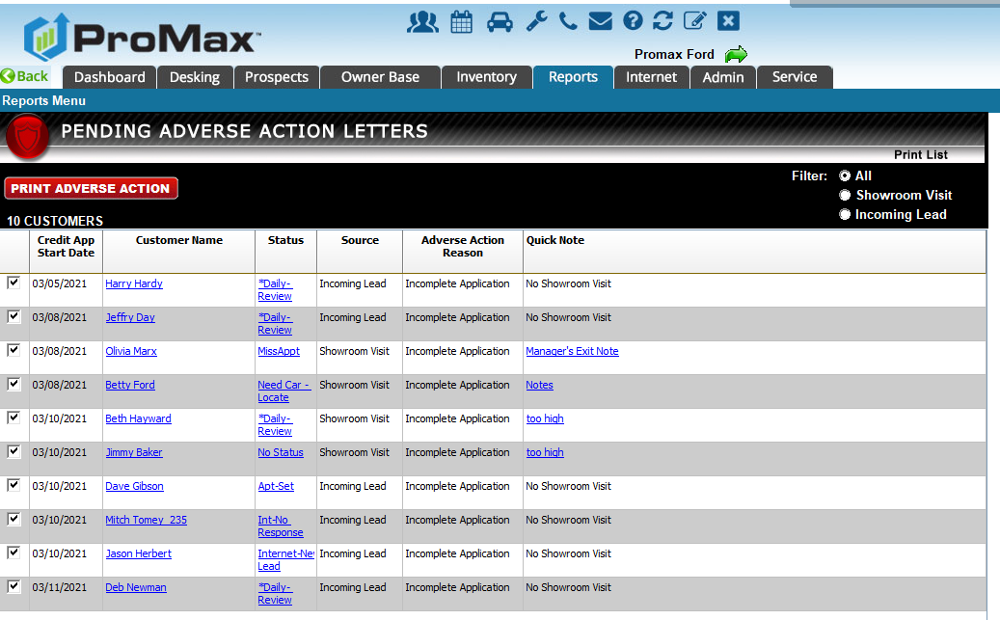 ProMax™
Promax Ford
Back
Dashboard Desking Prospects Owner Base Inventory Reports Internet Admin Service
Reports Menu
PENDING ADVERSE ACTION LETTERS
Print List
Filter: All
PRINT ADVERSE ACTION
Showroom Visit
Incoming Lead
10 CUSTOMERS
Credit App Start Date Customer Name Status Source Adverse Action Reason Quick Note
03/05/2021 Harry Hardy *Daily-Review Incoming Lead Incomplete Application No Showroom Visit
03/08/2021 Jeffry Day *Daily-Review Incoming Lead Incomplete Application No Showroom Visit
03/08/2021 Olivia Marx MissAppt Showroom Visit Incomplete Application Manager's Exit Note
03/08/2021 Betty Ford Need Car - Locate Showroom Visit Incomplete Application Notes
03/10/2021 Beth Hayward *Daily-Review Showroom Visit Incomplete Application too high
03/10/2021 Jimmy Baker No Status Showroom Visit Incomplete Application too high
03/10/2021 Dave Gibson Apt-Set Incoming Lead Incomplete Application No Showroom Visit
03/10/2021 Mitch Tomey_235 Int-No Response Incoming Lead Incomplete Application No Showroom Visit
03/10/2021 Jason Herbert Internet-Ne Lead Incoming Lead Incomplete Application No Showroom Visit
03/11/2021 Deb Newman *Daily-Review Incoming Lead Incomplete Application No Showroom Visit